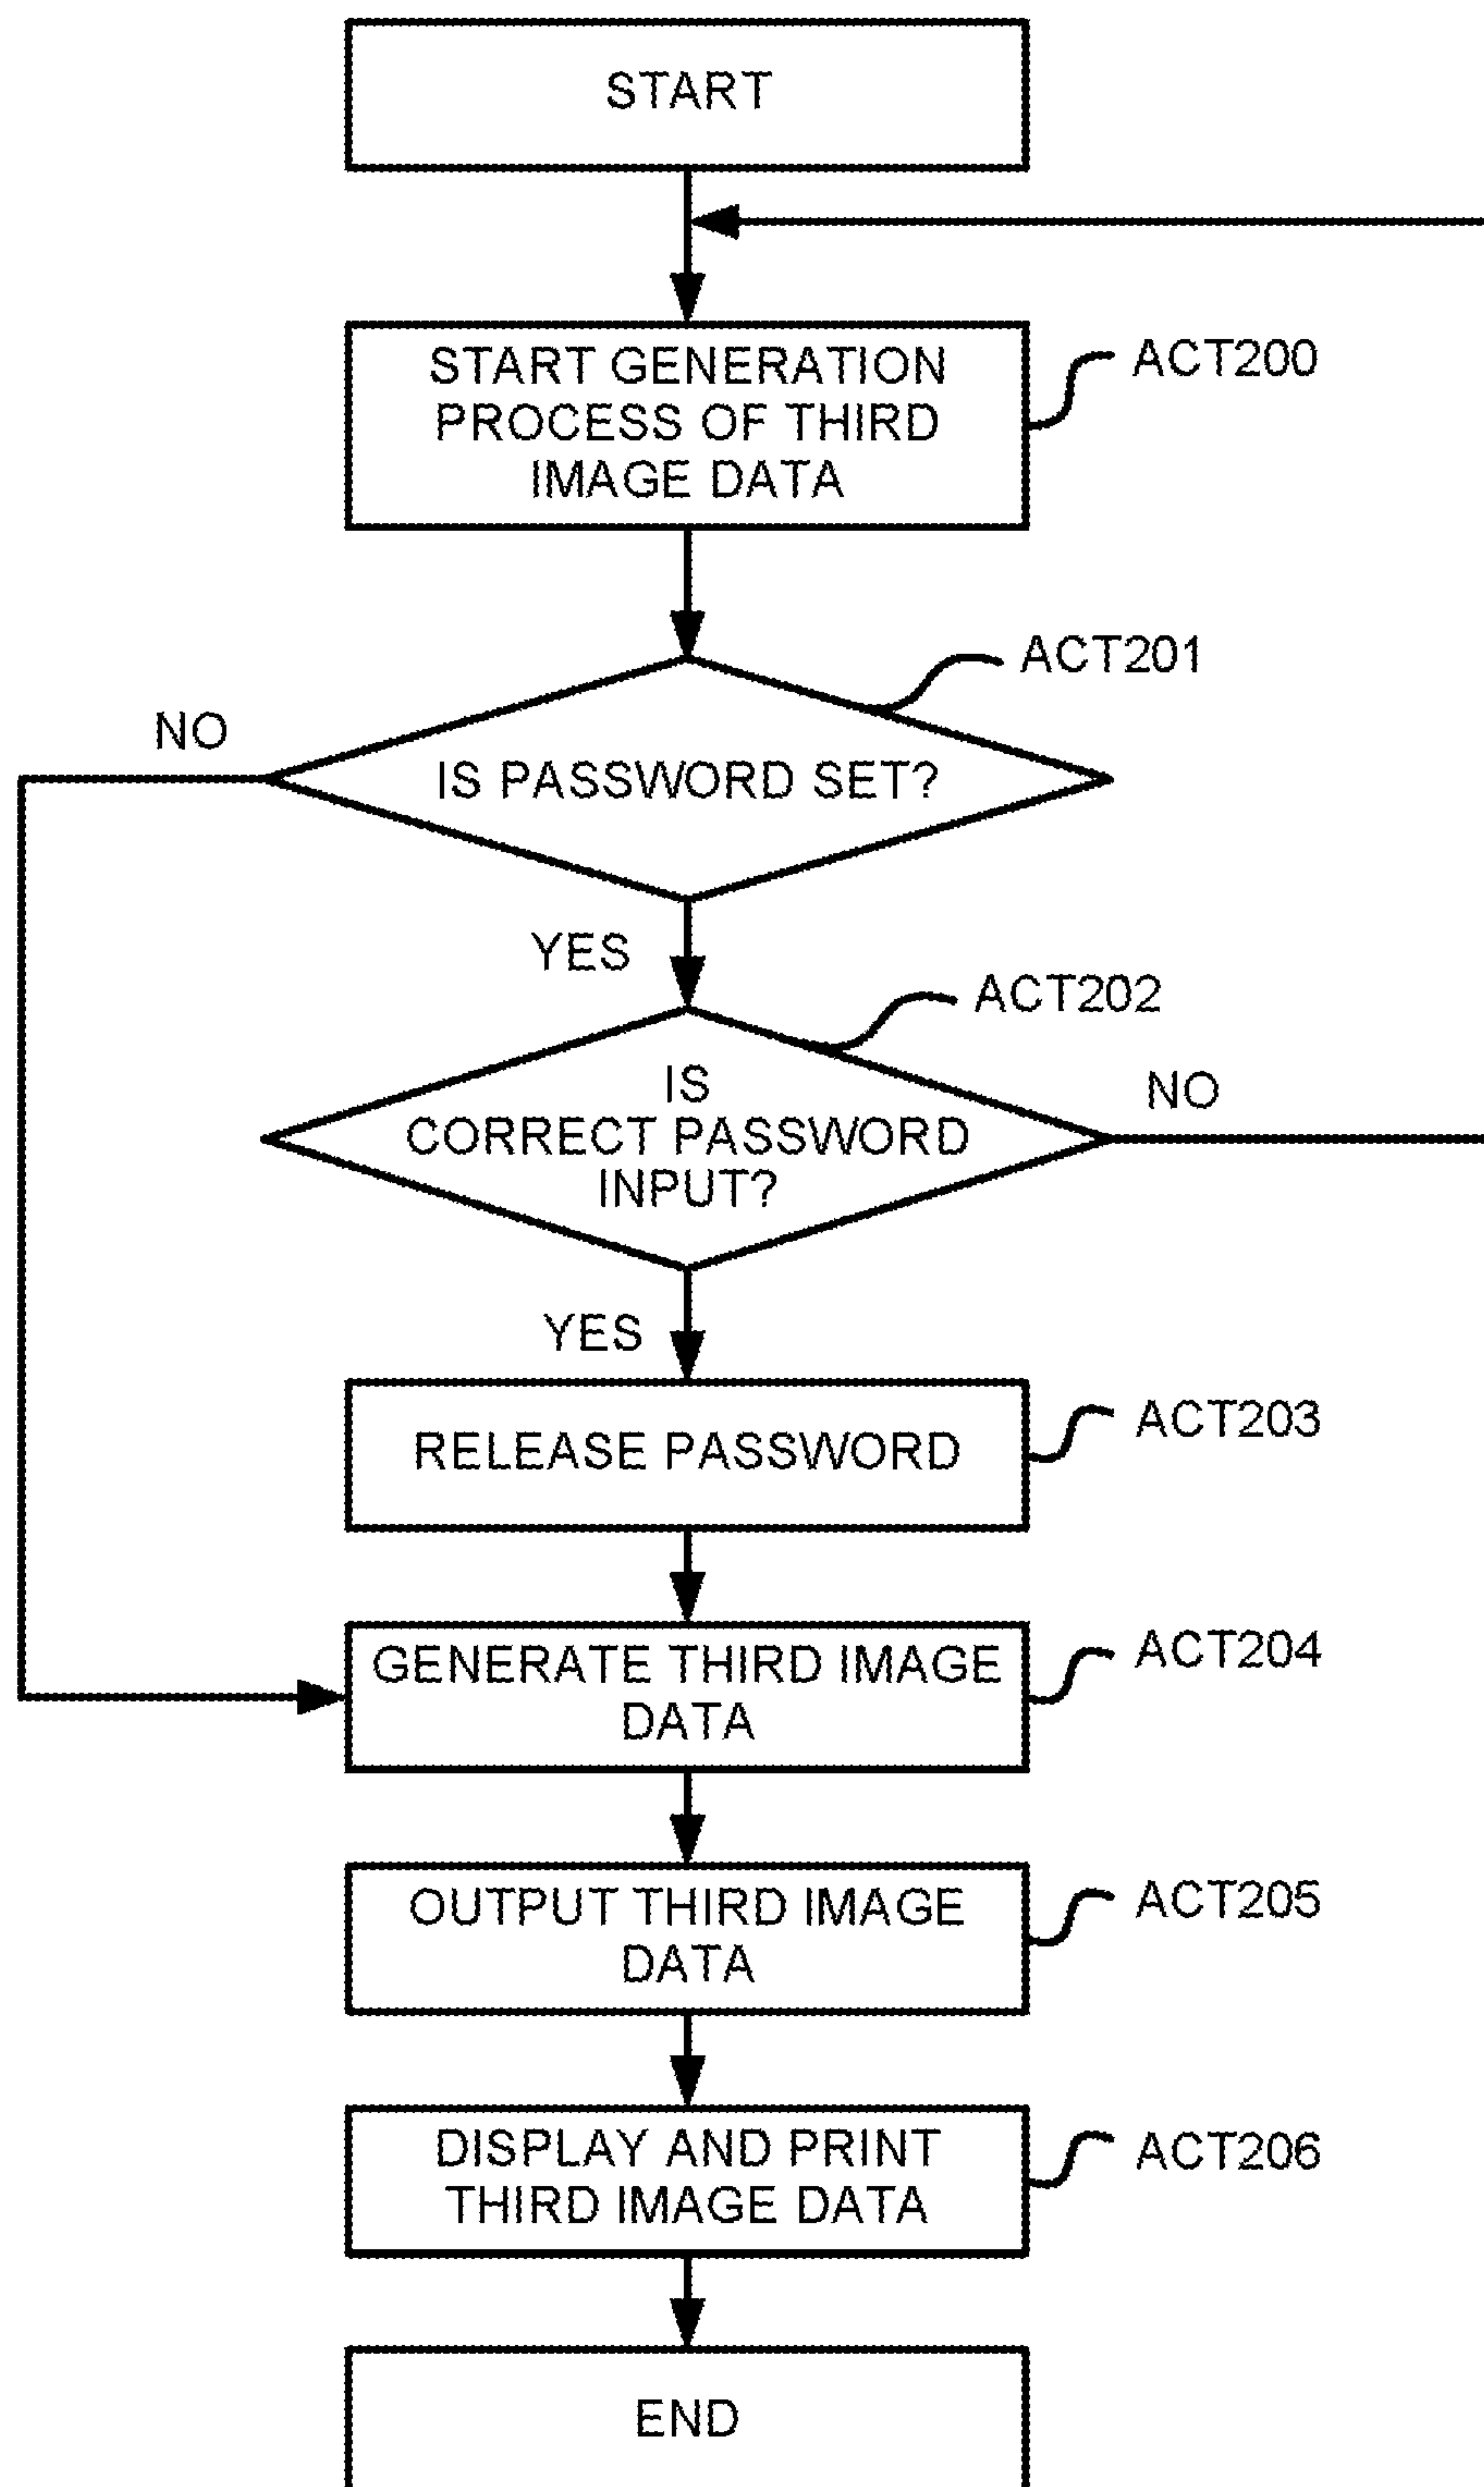 START
START GENERATION
PROCESS OF THIRD
IMAGE DATA
ACT200
ACT201
NO
IS PASSWORD SET?
YES
ACT202
IS
CORRECT PASSWORD
INPUT?
NO
YES
RELEASE PASSWORD
ACT203
GENERATE THIRD IMAGE
DATA
ACT204
OUTPUT THIRD IMAGE
DATA
ACT205
DISPLAY AND PRINT
THIRD IMAGE DATA
ACT206
END